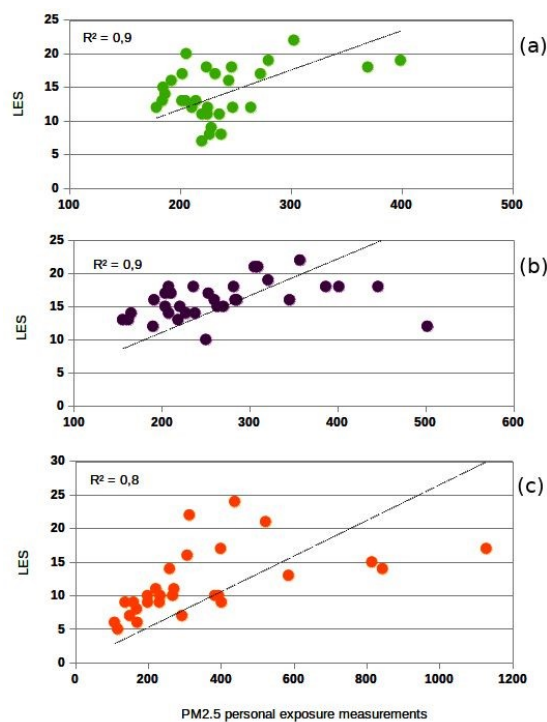 25
20
15
10
5
0
LES
R² = 0,9
(a)
100 200 300 400 500
25
20
15
10
5
0
LES
R² = 0,9
(b)
100 200 300 400 500 600
30
25
20
15
10
5
0
LES
R² = 0,8
(c)
0 200 400 600 800 1000 1200
PM2.5 personal exposure measurements